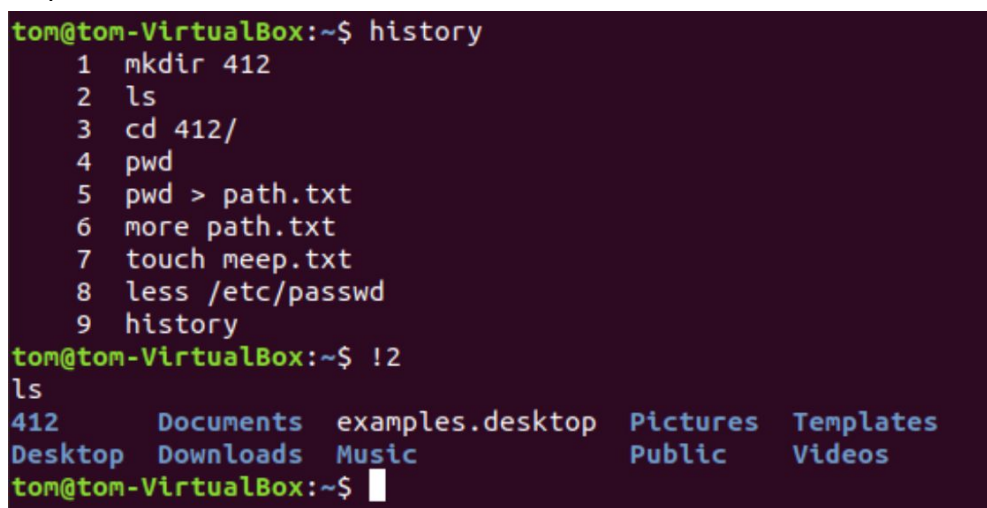 tom@tom-VirtualBox:~$ history
    1  mkdir 412
    2  ls
    3  cd 412/
    4  pwd
    5  pwd > path.txt
    6  more path.txt
    7  touch meep.txt
    8  less /etc/passwd
    9  history
tom@tom-VirtualBox:~$ !2
ls
412      Documents  examples.desktop  Pictures  Templates
Desktop  Downloads  Music             Public    Videos
tom@tom-VirtualBox:~$